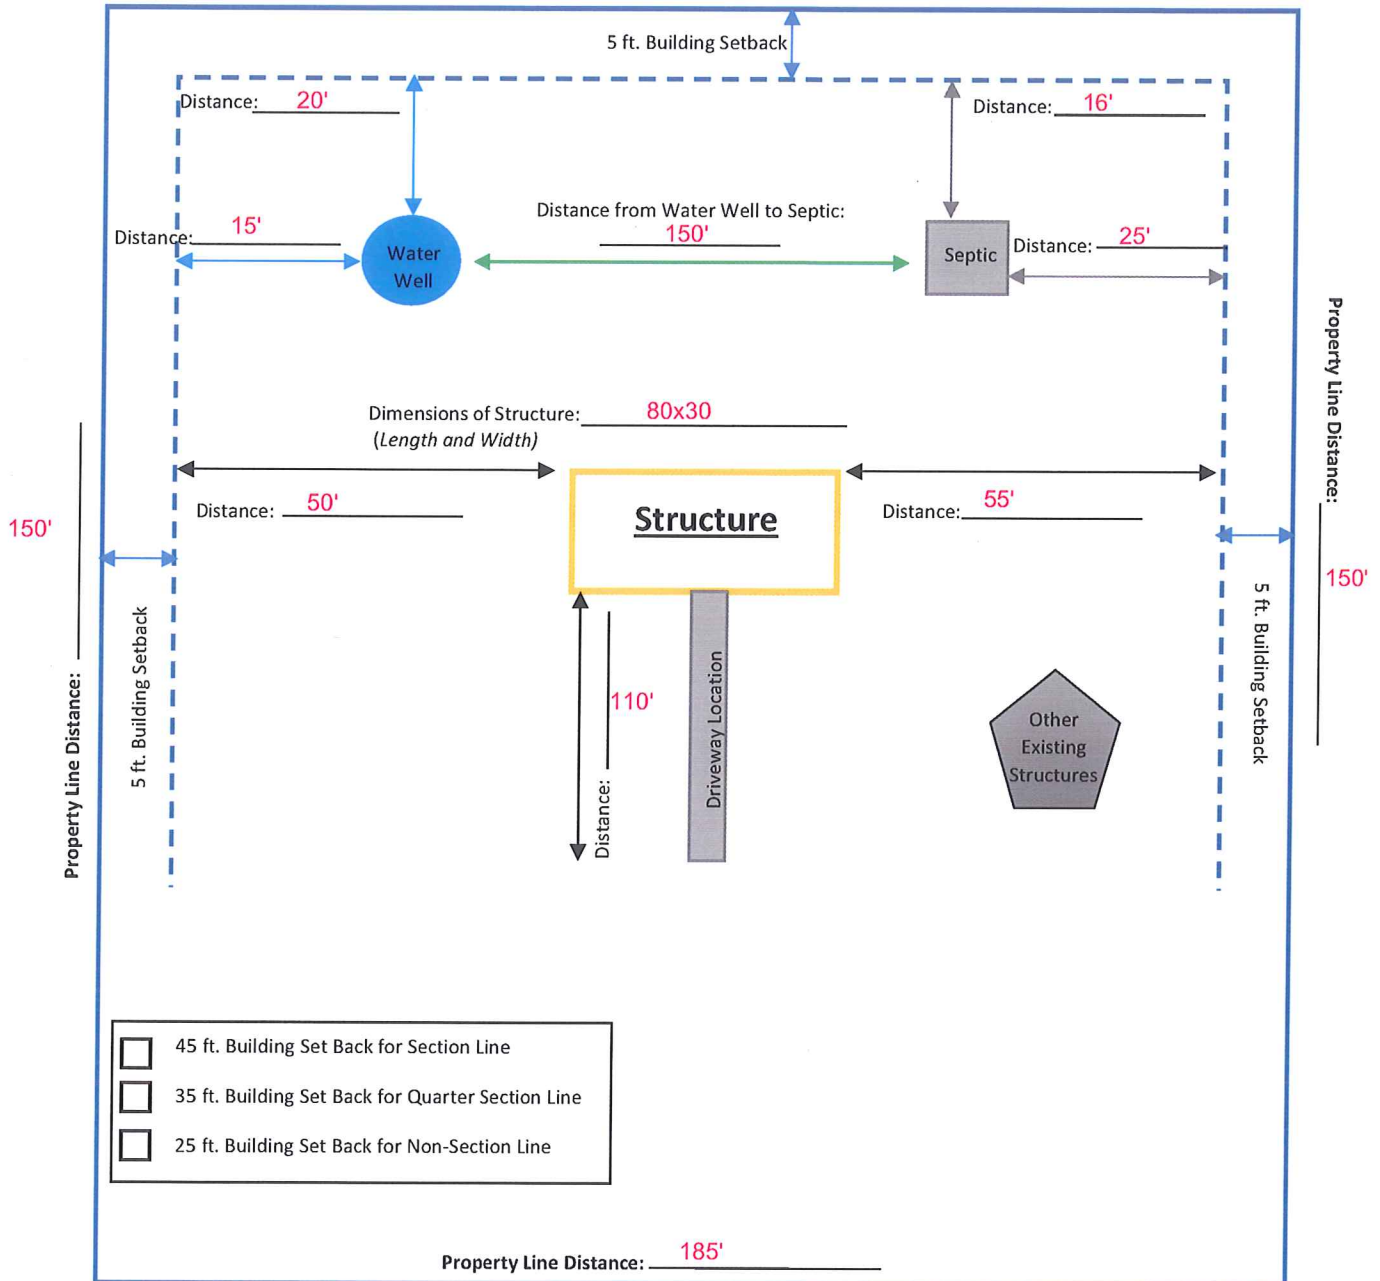 5 ft. Building Setback
Distance: 20'
Distance: 16'
Distance: 15'
Water
Well
Distance from Water Well to Septic:
150'
Septic
Distance: 25'
Dimensions of Structure: 80x30
(Length and Width)
Distance: 50'
Structure
Distance: 55'
Property Line Distance: 150'
5 ft. Building Setback
Distance: 110'
Driveway Location
Other
Existing
Structures
5 ft. Building Setback
Property Line Distance: 150'
45 ft. Building Set Back for Section Line
35 ft. Building Set Back for Quarter Section Line
25 ft. Building Set Back for Non-Section Line
Property Line Distance: 185'